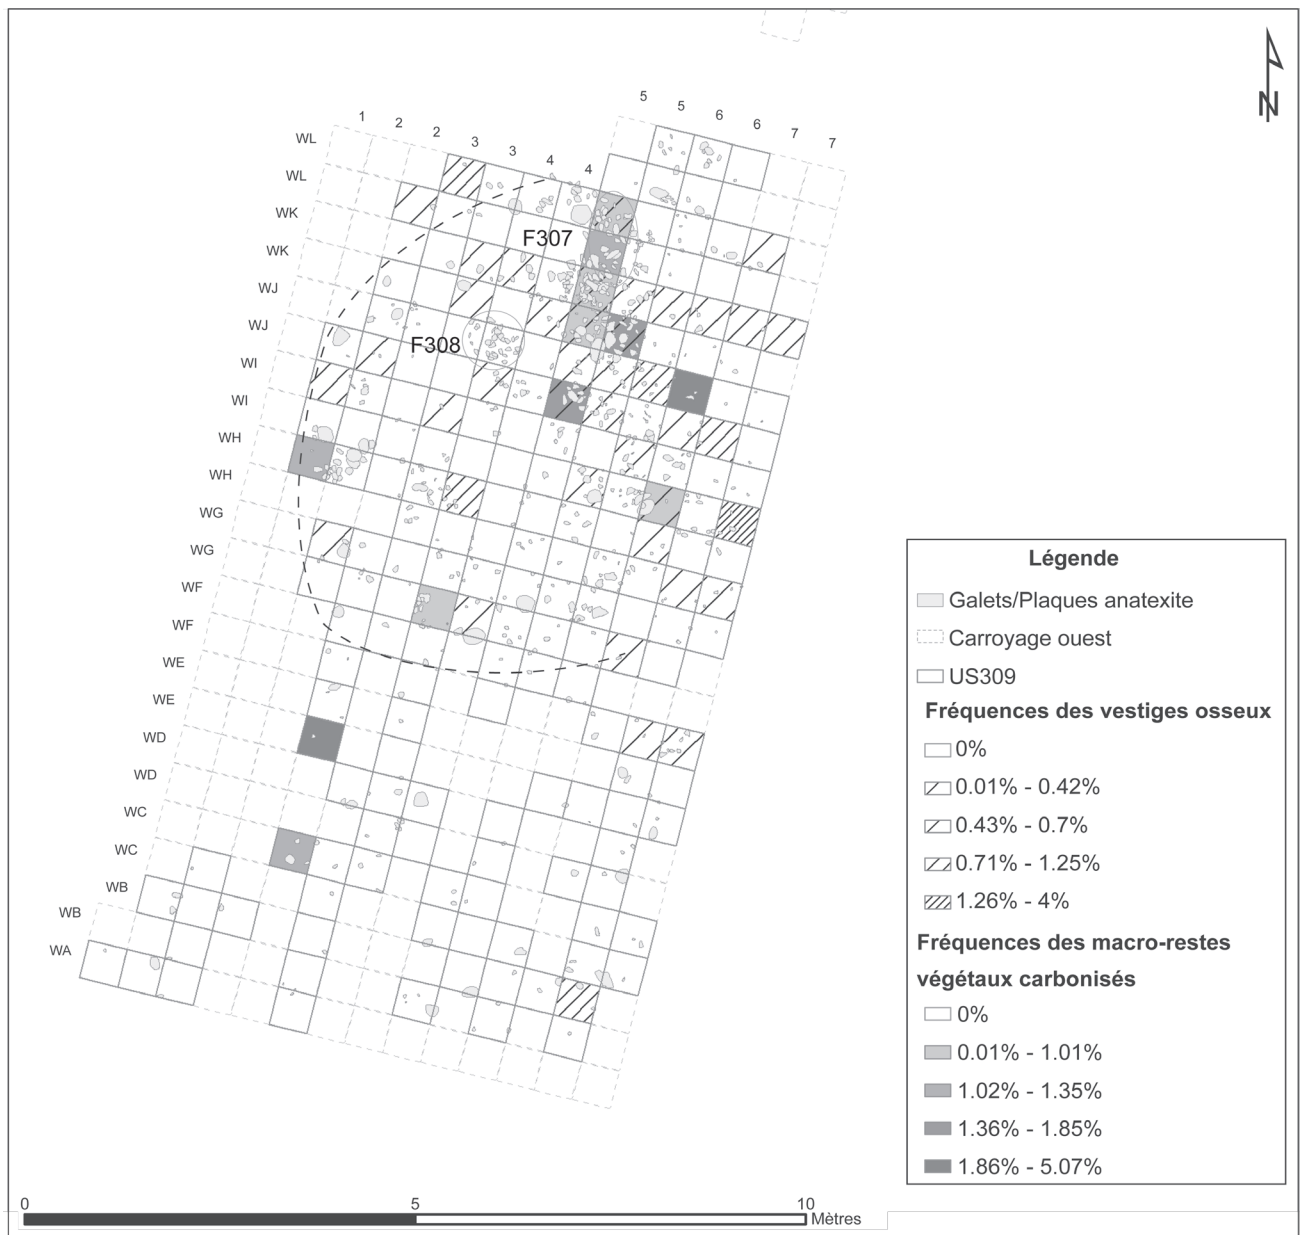 N
1 2 2 3 3 4 4 5 5 6 6 7 7
WL
WL
WK
WK
WJ
WJ
WI
WI
WH
WH
WG
WG
WF
WF
WE
WE
WD
WD
WC
WC
WB
WB
WA
F307
F308
Légende
Galets/Plaques anatexite
Carroyage ouest
US309
Fréquences des vestiges osseux
0%
0.01% - 0.42%
0.43% - 0.7%
0.71% - 1.25%
1.26% - 4%
Fréquences des macro-restes
végétaux carbonisés
0%
0.01% - 1.01%
1.02% - 1.35%
1.36% - 1.85%
1.86% - 5.07%
0 5 10
Mètres